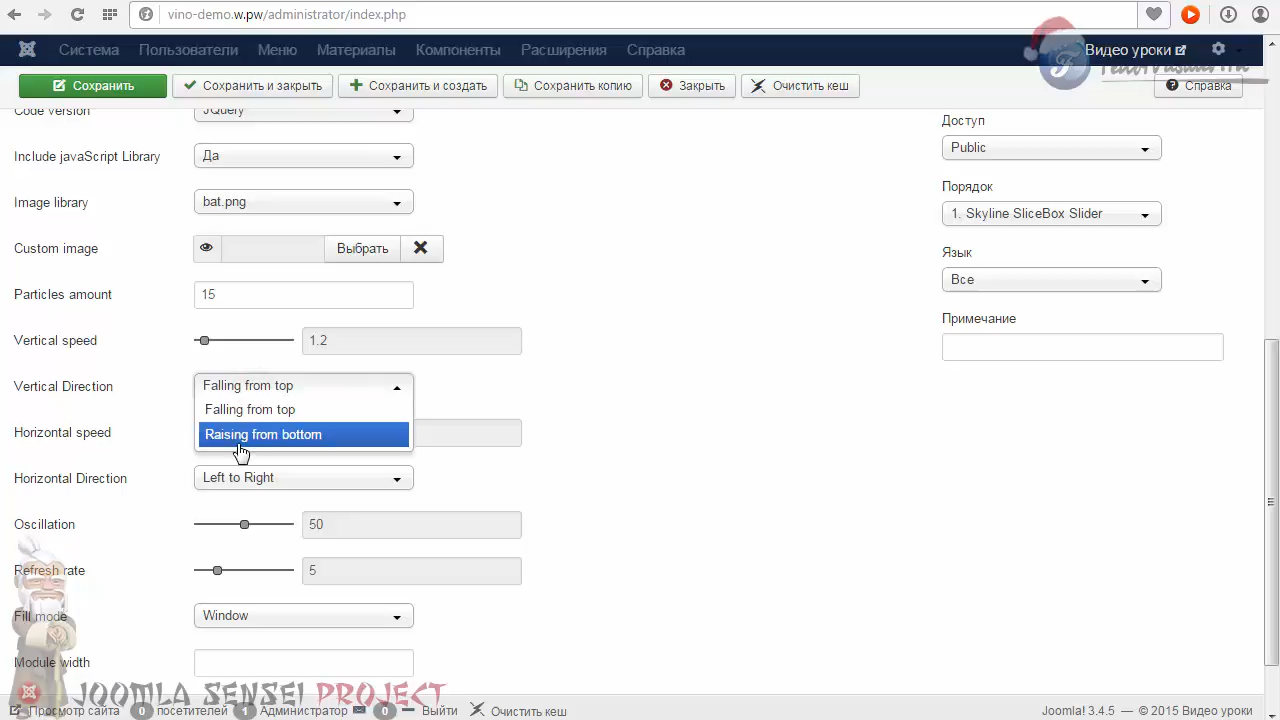 vino-demo.w.pw/administrator/index.php
Система Пользователи Меню Материалы Компоненты Расширения Справка Видео уроки
Сохранить Сохранить и закрыть Сохранить и создать Сохранить копию Закрыть Очистить кеш Справка
Code version JQuery
Include javaScript Library Да
Image library bat.png
Custom image Выбрать
Particles amount 15
Vertical speed 1.2
Vertical Direction Falling from top
Falling from top
Raising from bottom
Horizontal speed
Horizontal Direction Left to Right
Oscillation 50
Refresh rate 5
Fill mode Window
Module width
Доступ
Public
Порядок
1. Skyline SliceBox Slider
Язык
Все
Примечание
JOOMLA SENSEI PROJECT
Просмотр сайта 0 посетителей 1 Администратор 0 Выйти Очистить кеш Joomla! 3.4.5 — © 2015 Видео уроки